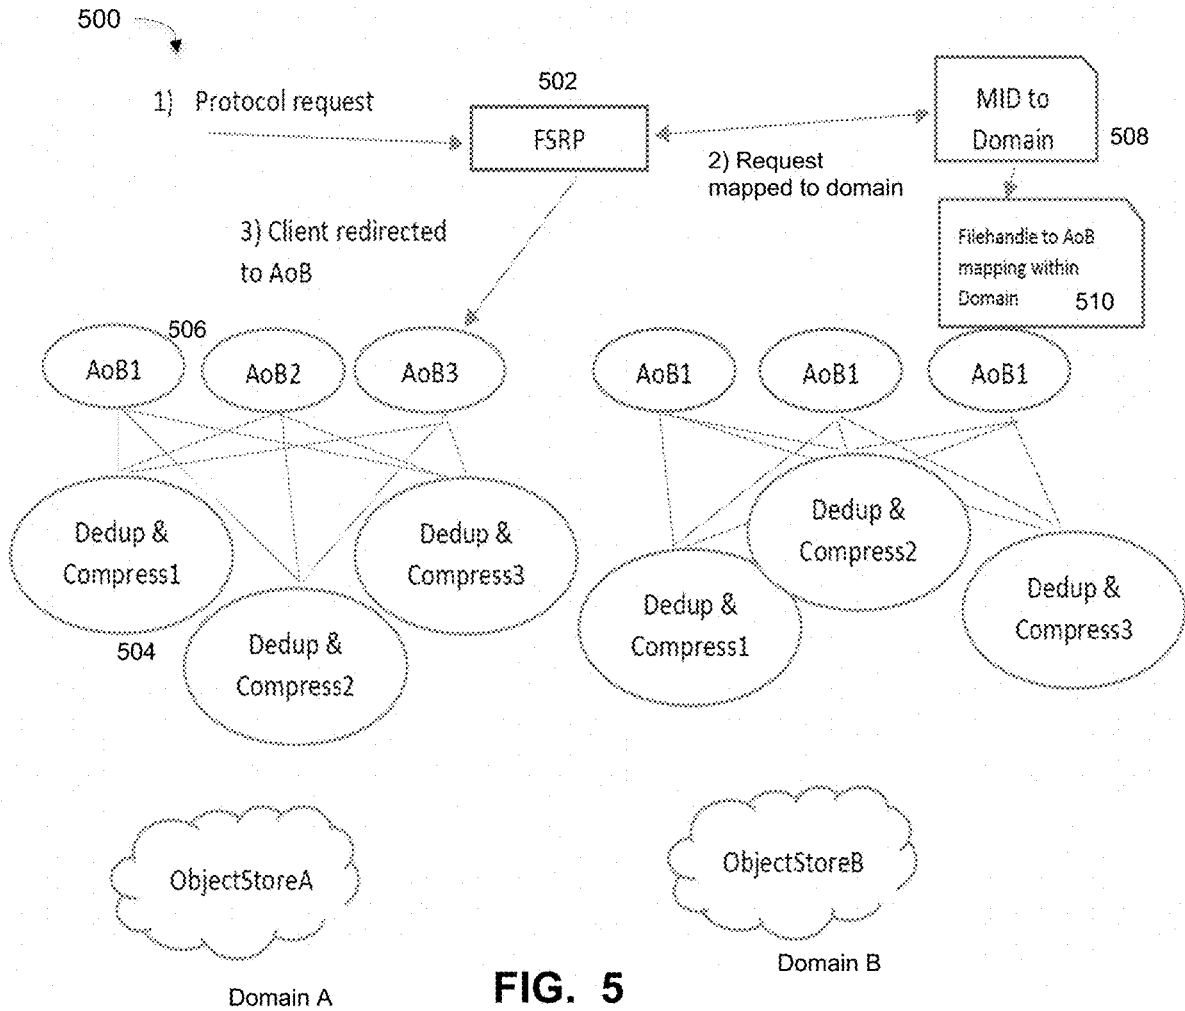 500
1) Protocol request
502
FSRP
MID to
Domain
508
2) Request
mapped to domain
3) Client redirected
to AoB
Filehandle to AoB
mapping within
Domain
510
506
AoB1
AoB2
AoB3
AoB1
AoB1
AoB1
Dedup &
Compress1
504
Dedup &
Compress2
Dedup &
Compress3
Dedup &
Compress1
Dedup &
Compress2
Dedup &
Compress3
ObjectStoreA
ObjectStoreB
Domain A
Domain B
FIG. 5